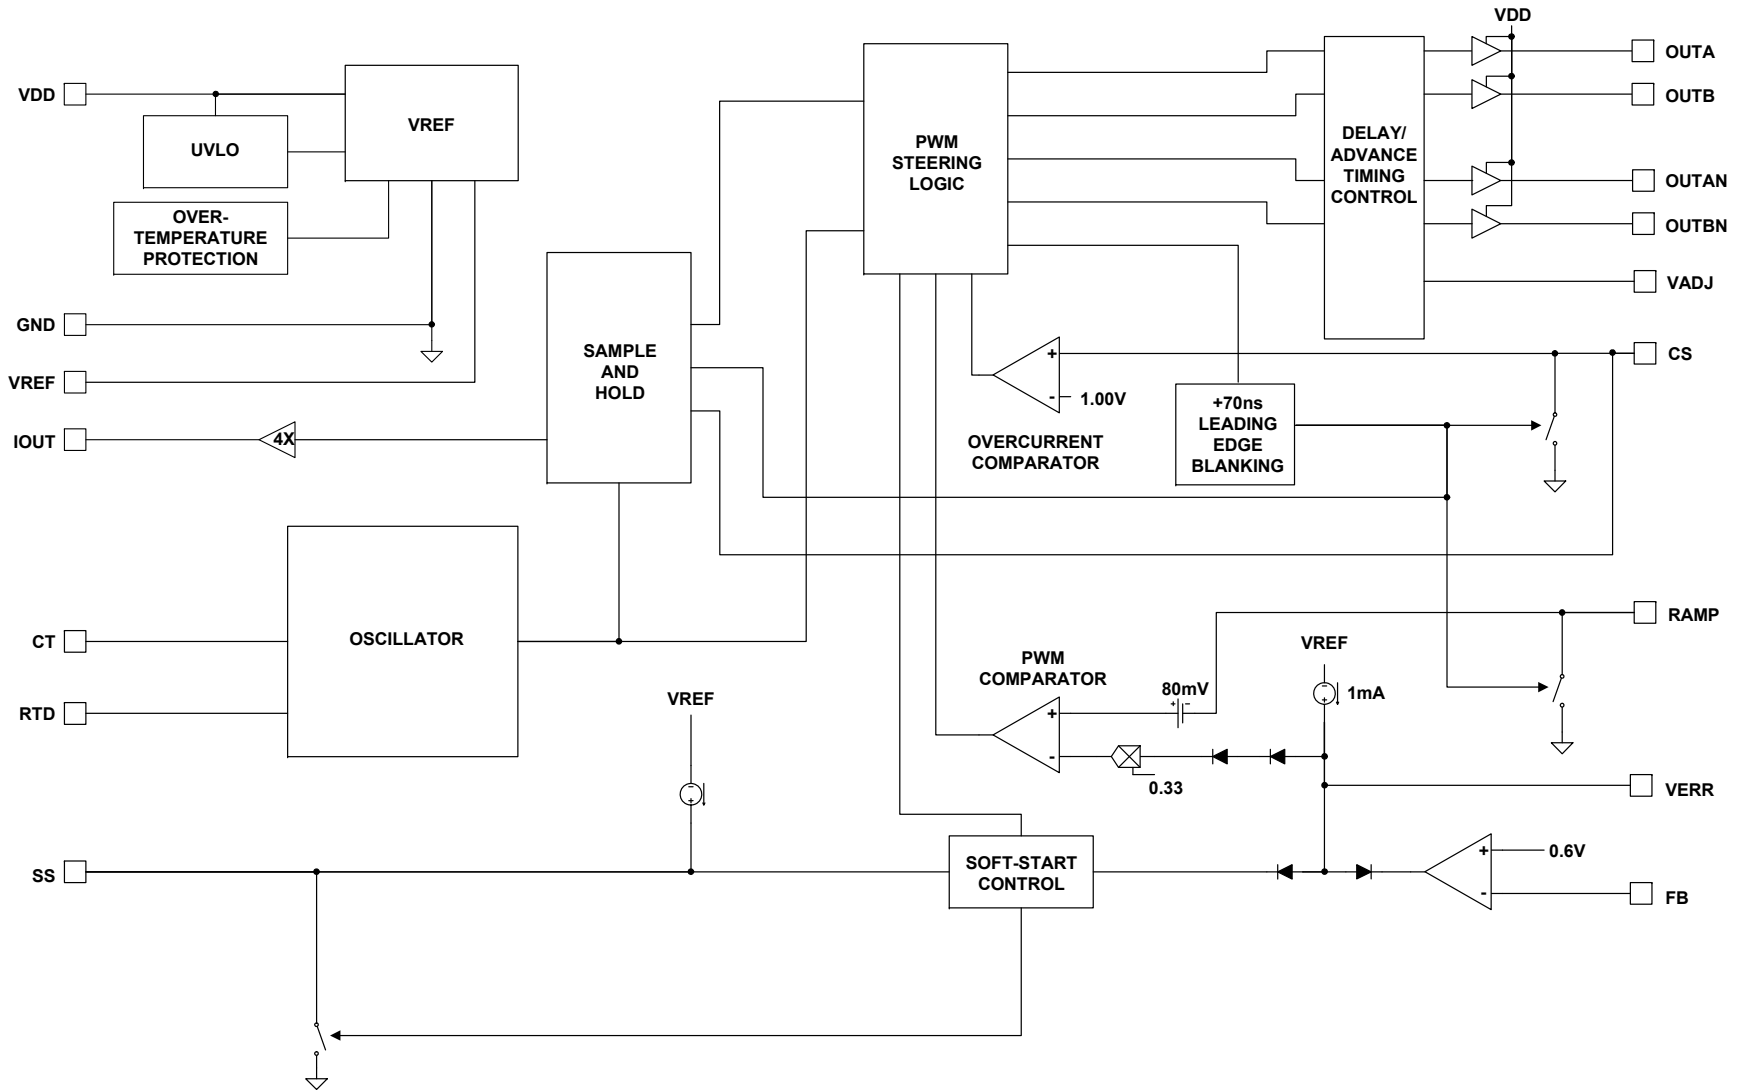 VDD
OUTA
VDD
OUTB
VREF
PWM
STEERING
LOGIC
DELAY/
ADVANCE
TIMING
CONTROL
UVLO
OUTAN
OVER-
TEMPERATURE
PROTECTION
OUTBN
VADJ
GND
SAMPLE
AND
HOLD
+
-
1.00V
CS
VREF
+70ns
LEADING
EDGE
BLANKING
IOUT
4X
OVERCURRENT
COMPARATOR
CT
OSCILLATOR
RAMP
VREF
PWM
COMPARATOR
80mV
+ -
-
+
1mA
RTD
VREF
+
-
0.33
-
+
VERR
SS
SOFT-START
CONTROL
+
-
0.6V
FB